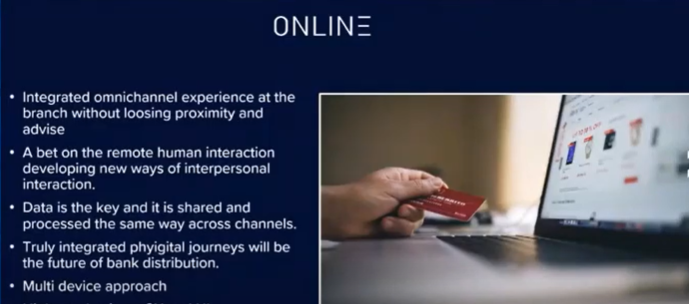 ONLINE
• Integrated omnichannel experience at the
branch without loosing proximity and
advise
• A bet on the remote human interaction
developing new ways of interpersonal
interaction.
• Data is the key and it is shared and
processed the same way across channels.
• Truly integrated phyigital journeys will be
the future of bank distribution.
• Multi device approach